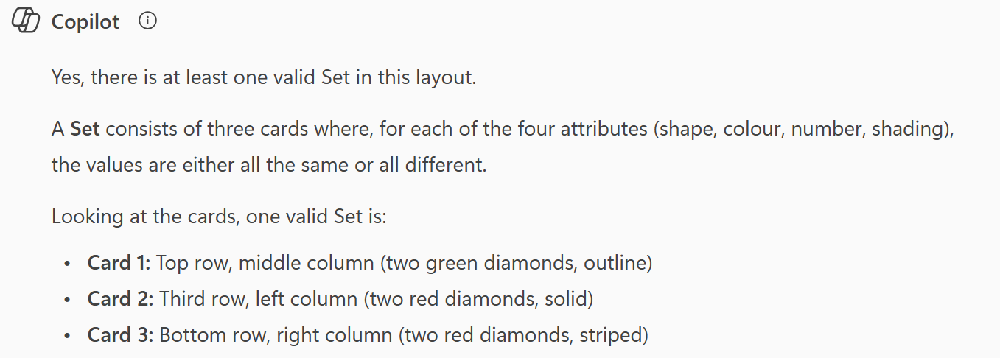 Copilot
Yes, there is at least one valid Set in this layout.
A Set consists of three cards where, for each of the four attributes (shape, colour, number, shading),
the values are either all the same or all different.
Looking at the cards, one valid Set is:
• Card 1: Top row, middle column (two green diamonds, outline)
• Card 2: Third row, left column (two red diamonds, solid)
• Card 3: Bottom row, right column (two red diamonds, striped)